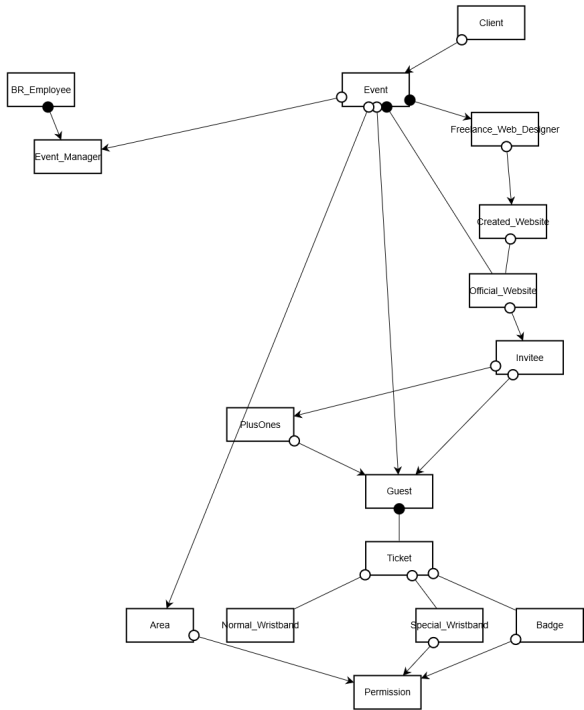 Client
BR_Employee
Event
Freelance_Web_Designer
Event_Manager
Created_Website
Official_Website
Invitee
PlusOnes
Guest
Ticket
Area
Normal_Wristband
Special_Wristband
Badge
Permission